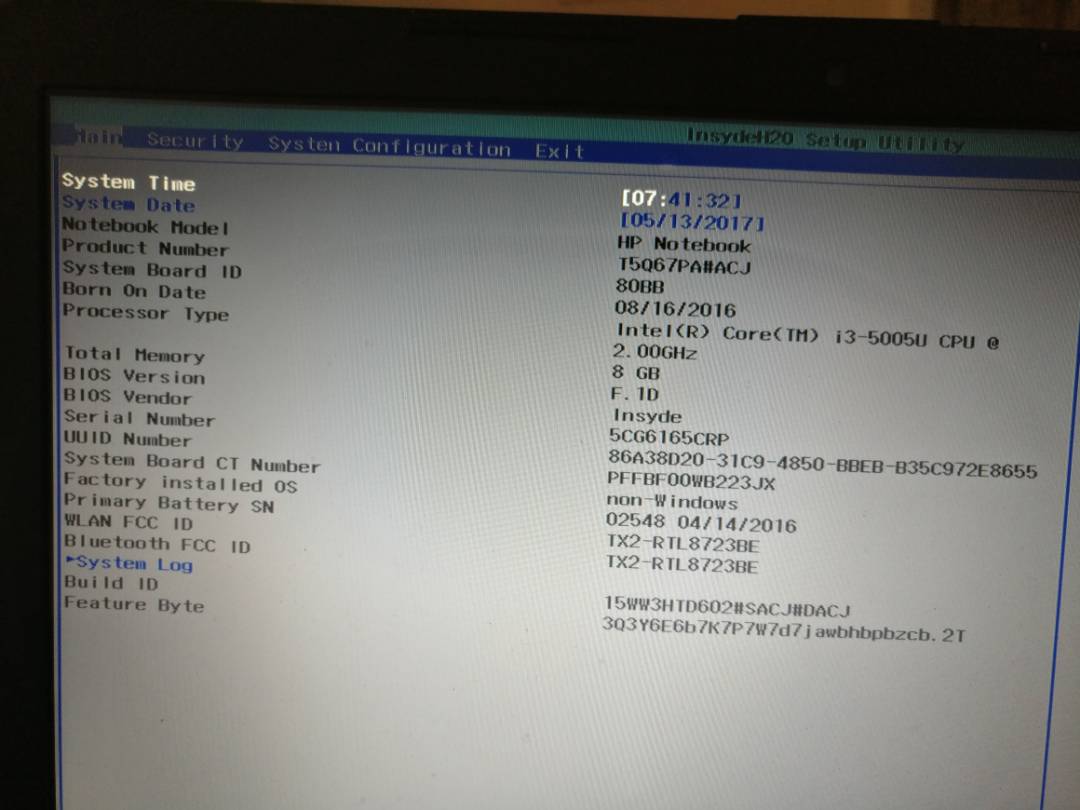 InsydeH20 Setup Utility
Main Security System Configuration Exit
System Time [07:41:32]
System Date [05/13/2017]
Notebook Model HP Notebook
Product Number T5Q67PA#ACJ
System Board ID 80BB
Born On Date 08/16/2016
Processor Type Intel(R) Core(TM) i3-5005U CPU @
2.00GHz
Total Memory 8 GB
BIOS Version F.1D
BIOS Vendor Insyde
Serial Number 5CG6165CRP
UUID Number 86A38D20-31C9-4850-BBEB-B35C972E8655
System Board CT Number PFFBF00WB223JX
Factory installed OS non-Windows
Primary Battery SN 02548 04/14/2016
WLAN FCC ID TX2-RTL8723BE
Bluetooth FCC ID TX2-RTL8723BE
►System Log
Build ID 15WW3HTD602#SACJ#DACJ
Feature Byte 3Q3Y6E6b7K7P7W7d7jawbhbpbzcb.2T